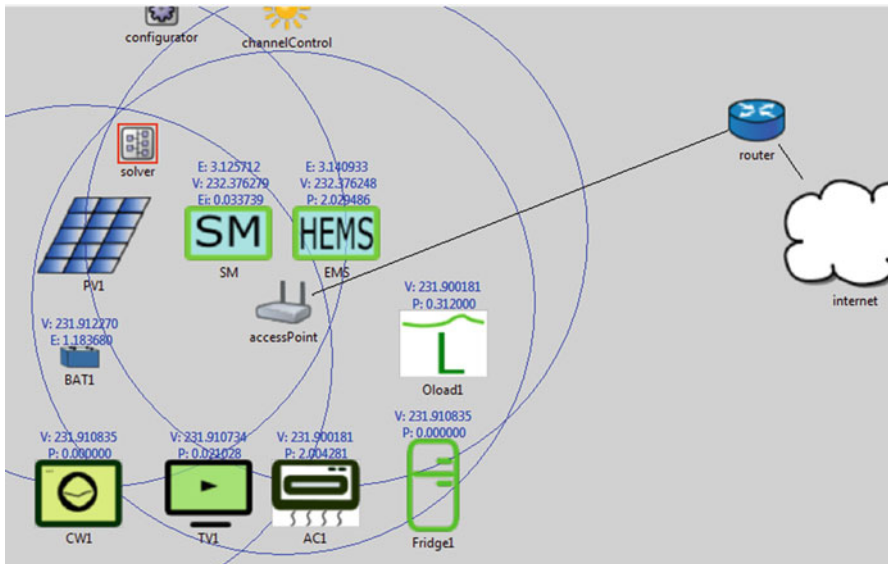 configurator
channelControl
solver
E: 3.125712
V: 232.376279
Ei: 0.033739
SM
SM
E: 3.140933
V: 232.376248
P: 2.029486
HEMS
EMS
router
internet
PV1
accessPoint
V: 231.900181
P: 0.312000
L
Oload1
V: 231.912270
E: 1.183680
BAT1
V: 231.910835
P: 0.000000
CW1
V: 231.910734
P: 0.021028
TV1
V: 231.900181
P: 2.004281
AC1
V: 231.910835
P: 0.000000
Fridge1